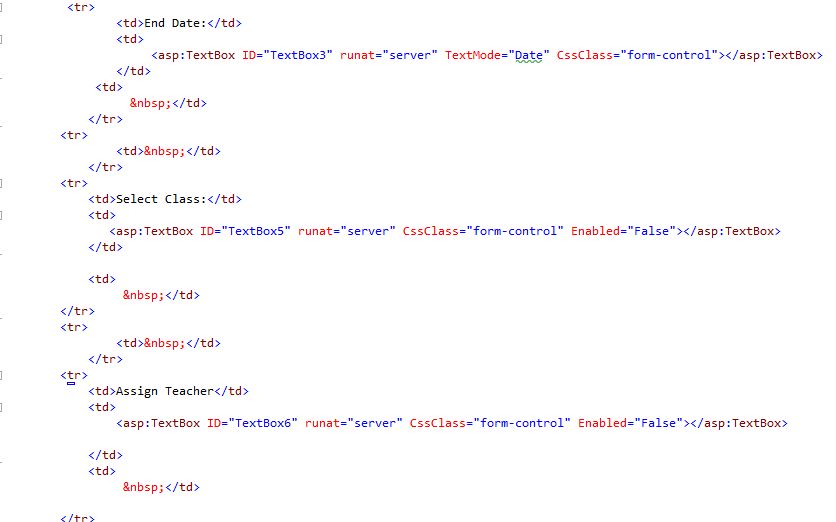 <tr>
<td>End Date:</td>
<td>
<asp:TextBox ID="TextBox3" runat="server" TextMode="Date" CssClass="form-control"></asp:TextBox>
</td>
<td>
&nbsp;</td>
</tr>
<tr>
<td>&nbsp;</td>
</tr>
<tr>
<td>Select Class:</td>
<td>
<asp:TextBox ID="TextBox5" runat="server" CssClass="form-control" Enabled="False"></asp:TextBox>
</td>
<td>
&nbsp;</td>
</tr>
<tr>
<td>&nbsp;</td>
</tr>
<tr>
<td>Assign Teacher</td>
<td>
<asp:TextBox ID="TextBox6" runat="server" CssClass="form-control" Enabled="False"></asp:TextBox>
</td>
<td>
&nbsp;</td>
</tr>